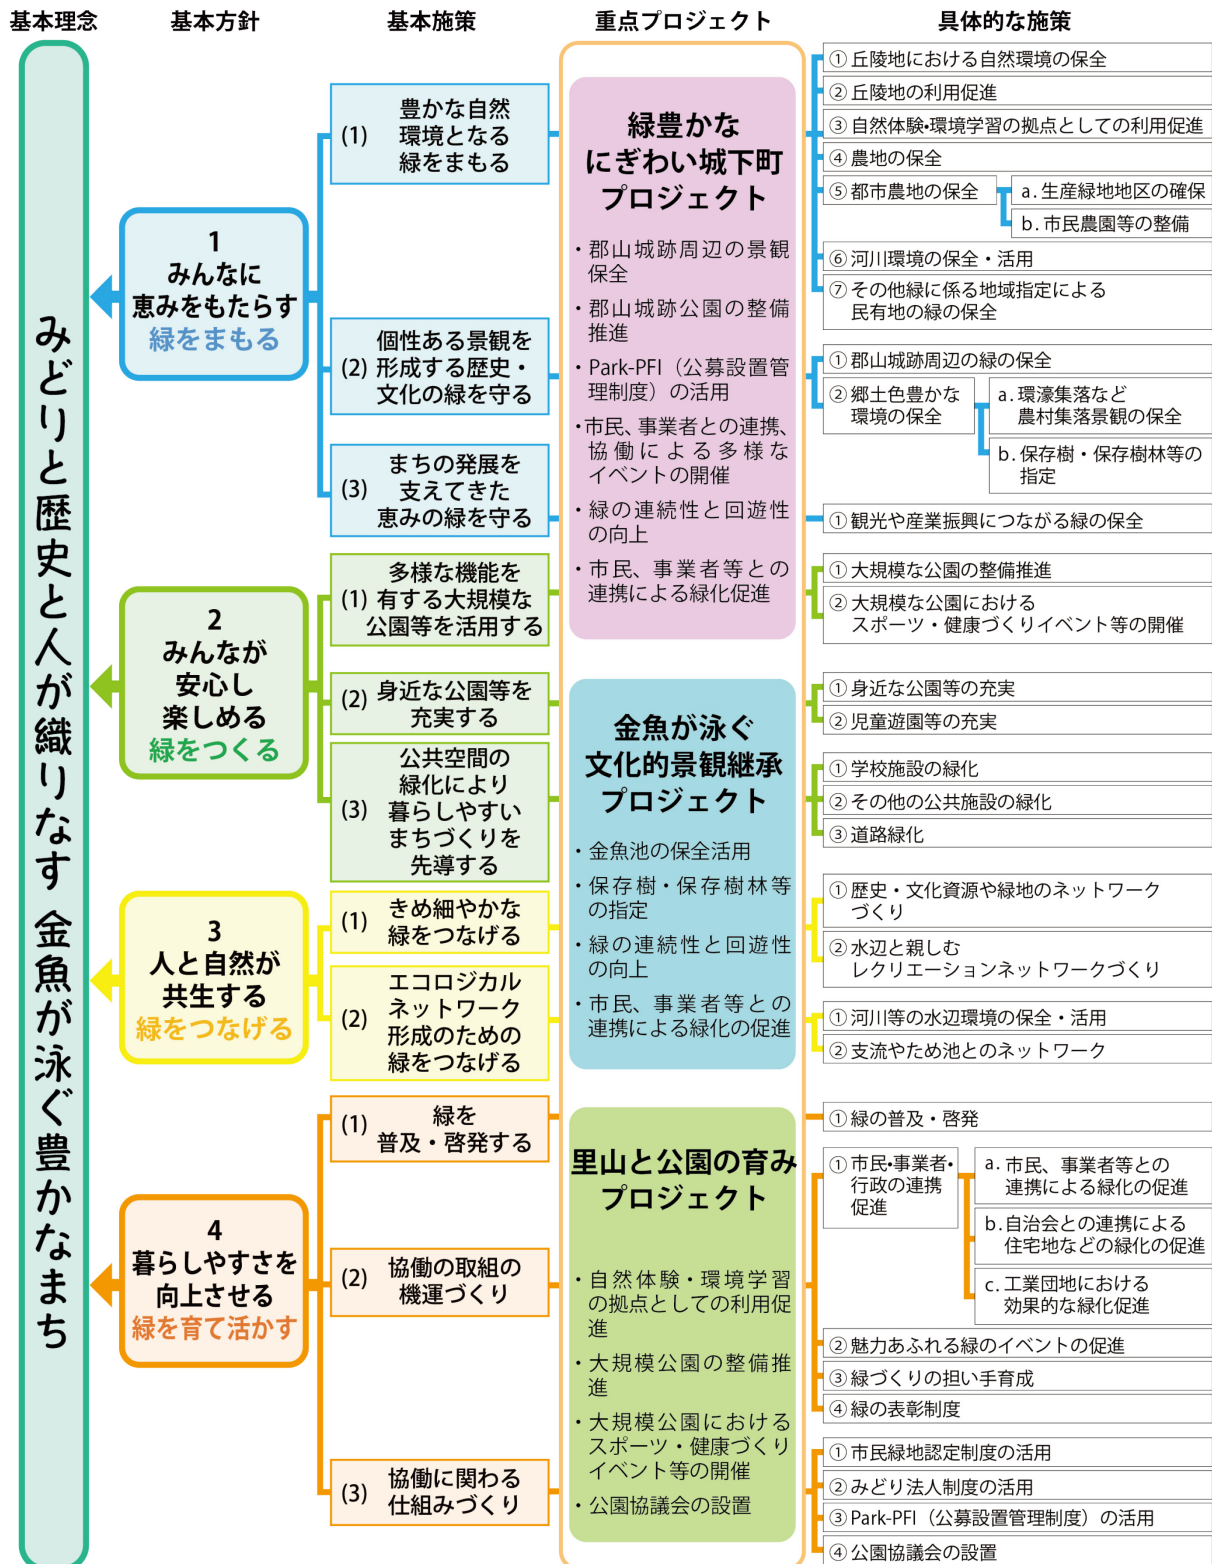 基本理念
基本方針
基本施策
重点プロジェクト
具体的な施策
みどりと歴史と人が織りなす 金魚が泳ぐ豊かなまち
1
みんなに
恵みをもたらす
緑をまもる
(1)
豊かな自然
環境となる
緑をまもる
(2)
個性ある景観を
形成する歴史・
文化の緑を守る
(3)
まちの発展を
支えてきた
恵みの緑を守る
2
みんなが
安心し
楽しめる
緑をつくる
(1)
多様な機能を
有する大規模な
公園等を活用する
(2)
身近な公園等を
充実する
(3)
公共空間の
緑化により
暮らしやすい
まちづくりを
先導する
3
人と自然が
共生する
緑をつなげる
(1)
きめ細やかな
緑をつなげる
(2)
エコロジカル
ネットワーク
形成のための
緑をつなげる
4
暮らしやすさを
向上させる
緑を育て活かす
(1)
緑を
普及・啓発する
(2)
協働の取組の
機運づくり
(3)
協働に関わる
仕組みづくり
緑豊かな
にぎわい城下町
プロジェクト
・郡山城跡周辺の景観
保全
・郡山城跡公園の整備
推進
・Park-PFI（公募設置管
理制度）の活用
・市民、事業者との連携、
協働による多様な
イベントの開催
・緑の連続性と回遊性
の向上
・市民、事業者等との
連携による緑化促進
金魚が泳ぐ
文化的景観継承
プロジェクト
・金魚池の保全活用
・保存樹・保存樹林等
の指定
・緑の連続性と回遊性
の向上
・市民、事業者等との
連携による緑化の促進
里山と公園の育み
プロジェクト
・自然体験・環境学習
の拠点としての利用促
進
・大規模公園の整備推
進
・大規模公園における
スポーツ・健康づくり
イベント等の開催
・公園協議会の設置
①丘陵地における自然環境の保全
②丘陵地の利用促進
③自然体験•環境学習の拠点としての利用促進
④農地の保全
⑤都市農地の保全
a. 生産緑地地区の確保
b. 市民農園等の整備
⑥河川環境の保全・活用
⑦その他緑に係る地域指定による
民有地の緑の保全
①郡山城跡周辺の緑の保全
②郷土色豊かな
環境の保全
a. 環濠集落など
農村集落景観の保全
b. 保存樹・保存樹林等の
指定
①観光や産業振興につながる緑の保全
①大規模な公園の整備推進
②大規模な公園における
スポーツ・健康づくりイベント等の開催
①身近な公園等の充実
②児童遊園等の充実
①学校施設の緑化
②その他の公共施設の緑化
③道路緑化
①歴史・文化資源や緑地のネットワーク
づくり
②水辺と親しむ
レクリエーションネットワークづくり
①河川等の水辺環境の保全・活用
②支流やため池とのネットワーク
①緑の普及・啓発
①市民•事業者•
行政の連携
促進
a. 市民、事業者等との
連携による緑化の促進
b. 自治会との連携による
住宅地などの緑化の促進
c. 工業団地における
効果的な緑化促進
②魅力あふれる緑のイベントの促進
③緑づくりの担い手育成
④緑の表彰制度
①市民緑地認定制度の活用
②みどり法人制度の活用
③Park-PFI（公募設置管理制度）の活用
④公園協議会の設置